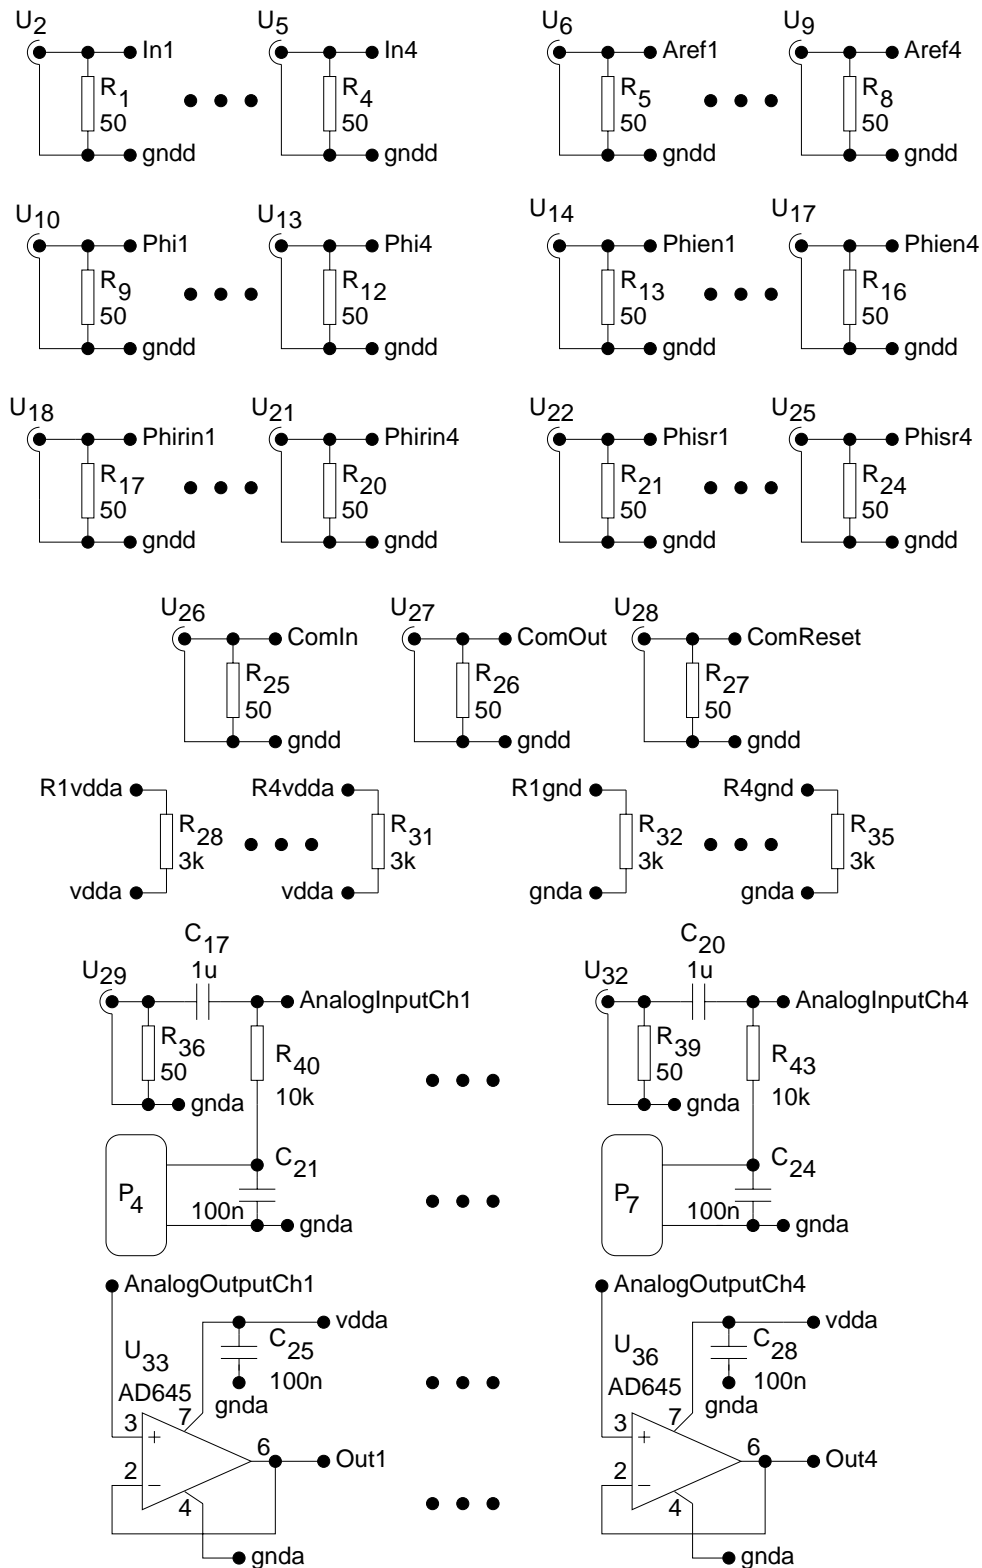 U2 U5 U6 U9
In1 In4 Aref1 Aref4
R1 R4 R5 R8
50 50 50 50
gndd gndd gndd gndd
U10 U13 U14 U17
Phi1 Phi4 Phien1 Phien4
R9 R12 R13 R16
50 50 50 50
gndd gndd gndd gndd
U18 U21 U22 U25
Phirin1 Phirin4 Phisr1 Phisr4
R17 R20 R21 R24
50 50 50 50
gndd gndd gndd gndd
U26 U27 U28
ComIn ComOut ComReset
R25 R26 R27
50 50 50
gndd gndd gndd
R1vdda R4vdda R1gnd R4gnd
R28 R31 R32 R35
3k 3k 3k 3k
vdda vdda gnda gnda
C17 C20
1u 1u
U29 U32
AnalogInputCh1 AnalogInputCh4
R36 R40 R39 R43
50 10k 50 10k
gnda gnda
C21 C24
P4 P7
100n gnda 100n gnda
AnalogOutputCh1 AnalogOutputCh4
vdda vdda
U33 C25 U36 C28
AD645 100n AD645 100n
gnda gnda
3 7 3 7
+ +
6 Out1 6 Out4
2 2
− −
4 4
gnda gnda